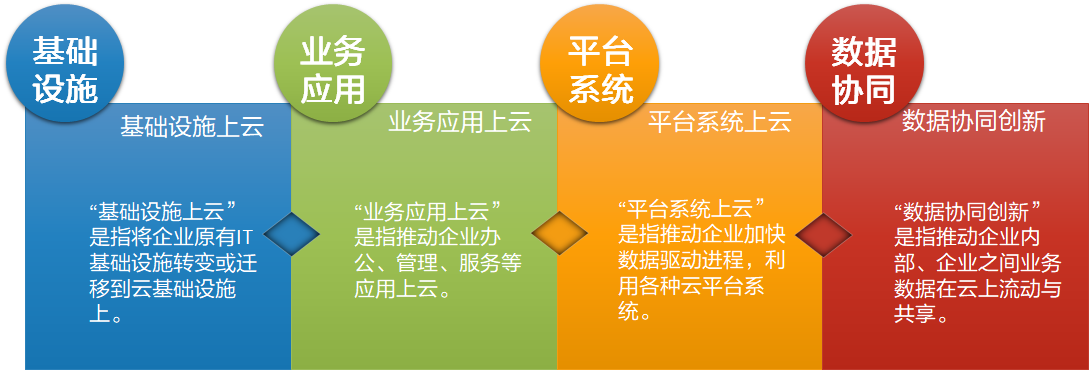 基础
设施
基础设施上云
“基础设施上云”
是指将企业原有IT
基础设施转变或迁
移到云基础设施
上。
业务
应用
业务应用上云
“业务应用上云”
是指推动企业办
公、管理、服务等
应用上云。
平台
系统
平台系统上云
“平台系统上云”
是指推动企业加快
数据驱动进程，利
用各种云平台系
统。
数据
协同
数据协同创新
“数据协同创新”
是指推动企业内
部、企业之间业务
数据在云上流动与
共享。